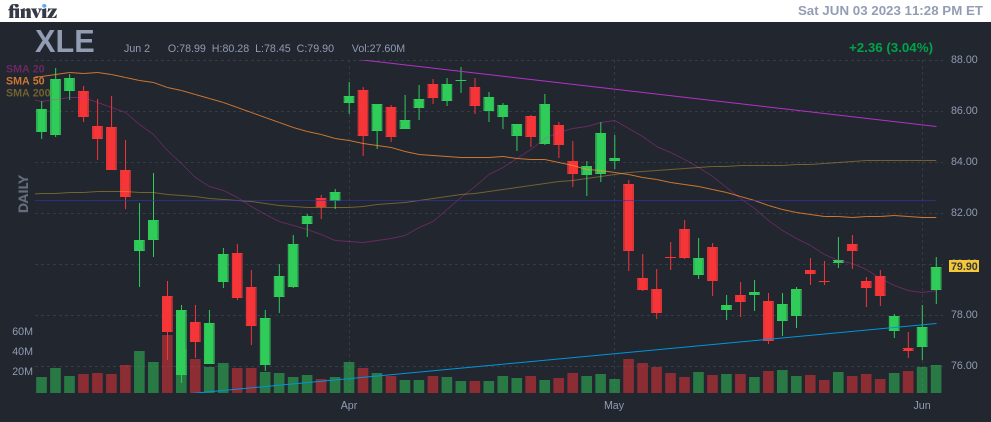 finviz
Sat JUN 03 2023 11:28 PM ET
XLE
Jun 2 O:78.99 H:80.28 L:78.45 C:79.90 Vol:27.60M
+2.36 (3.04%)
SMA 20
SMA 50
SMA 200
DAILY
88.00
86.00
84.00
82.00
79.90
78.00
76.00
60M
40M
20M
Apr
May
Jun